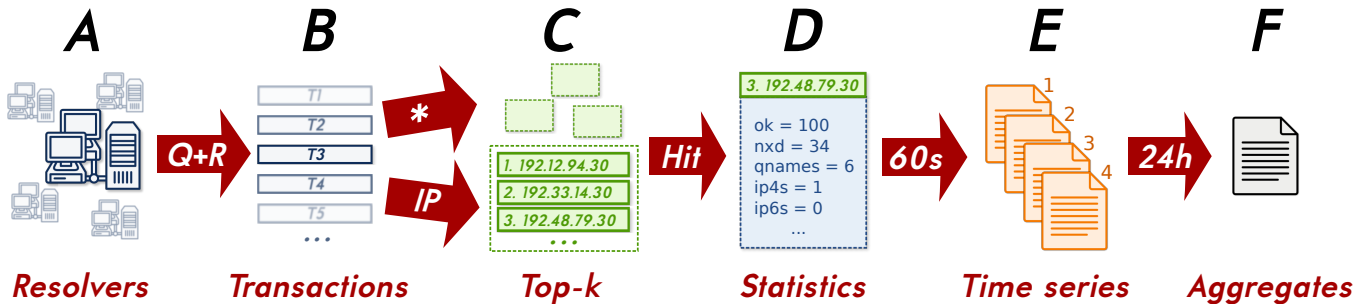 A
B
C
D
E
F
Q+R
T1
T2
T3
T4
T5
...
*
IP
1. 192.12.94.30
2. 192.33.14.30
3. 192.48.79.30
...
Hit
3. 192.48.79.30
ok = 100
nxd = 34
qnames = 6
ip4s = 1
ip6s = 0
...
60s
1
2
3
4
24h
Resolvers
Transactions
Top-k
Statistics
Time series
Aggregates